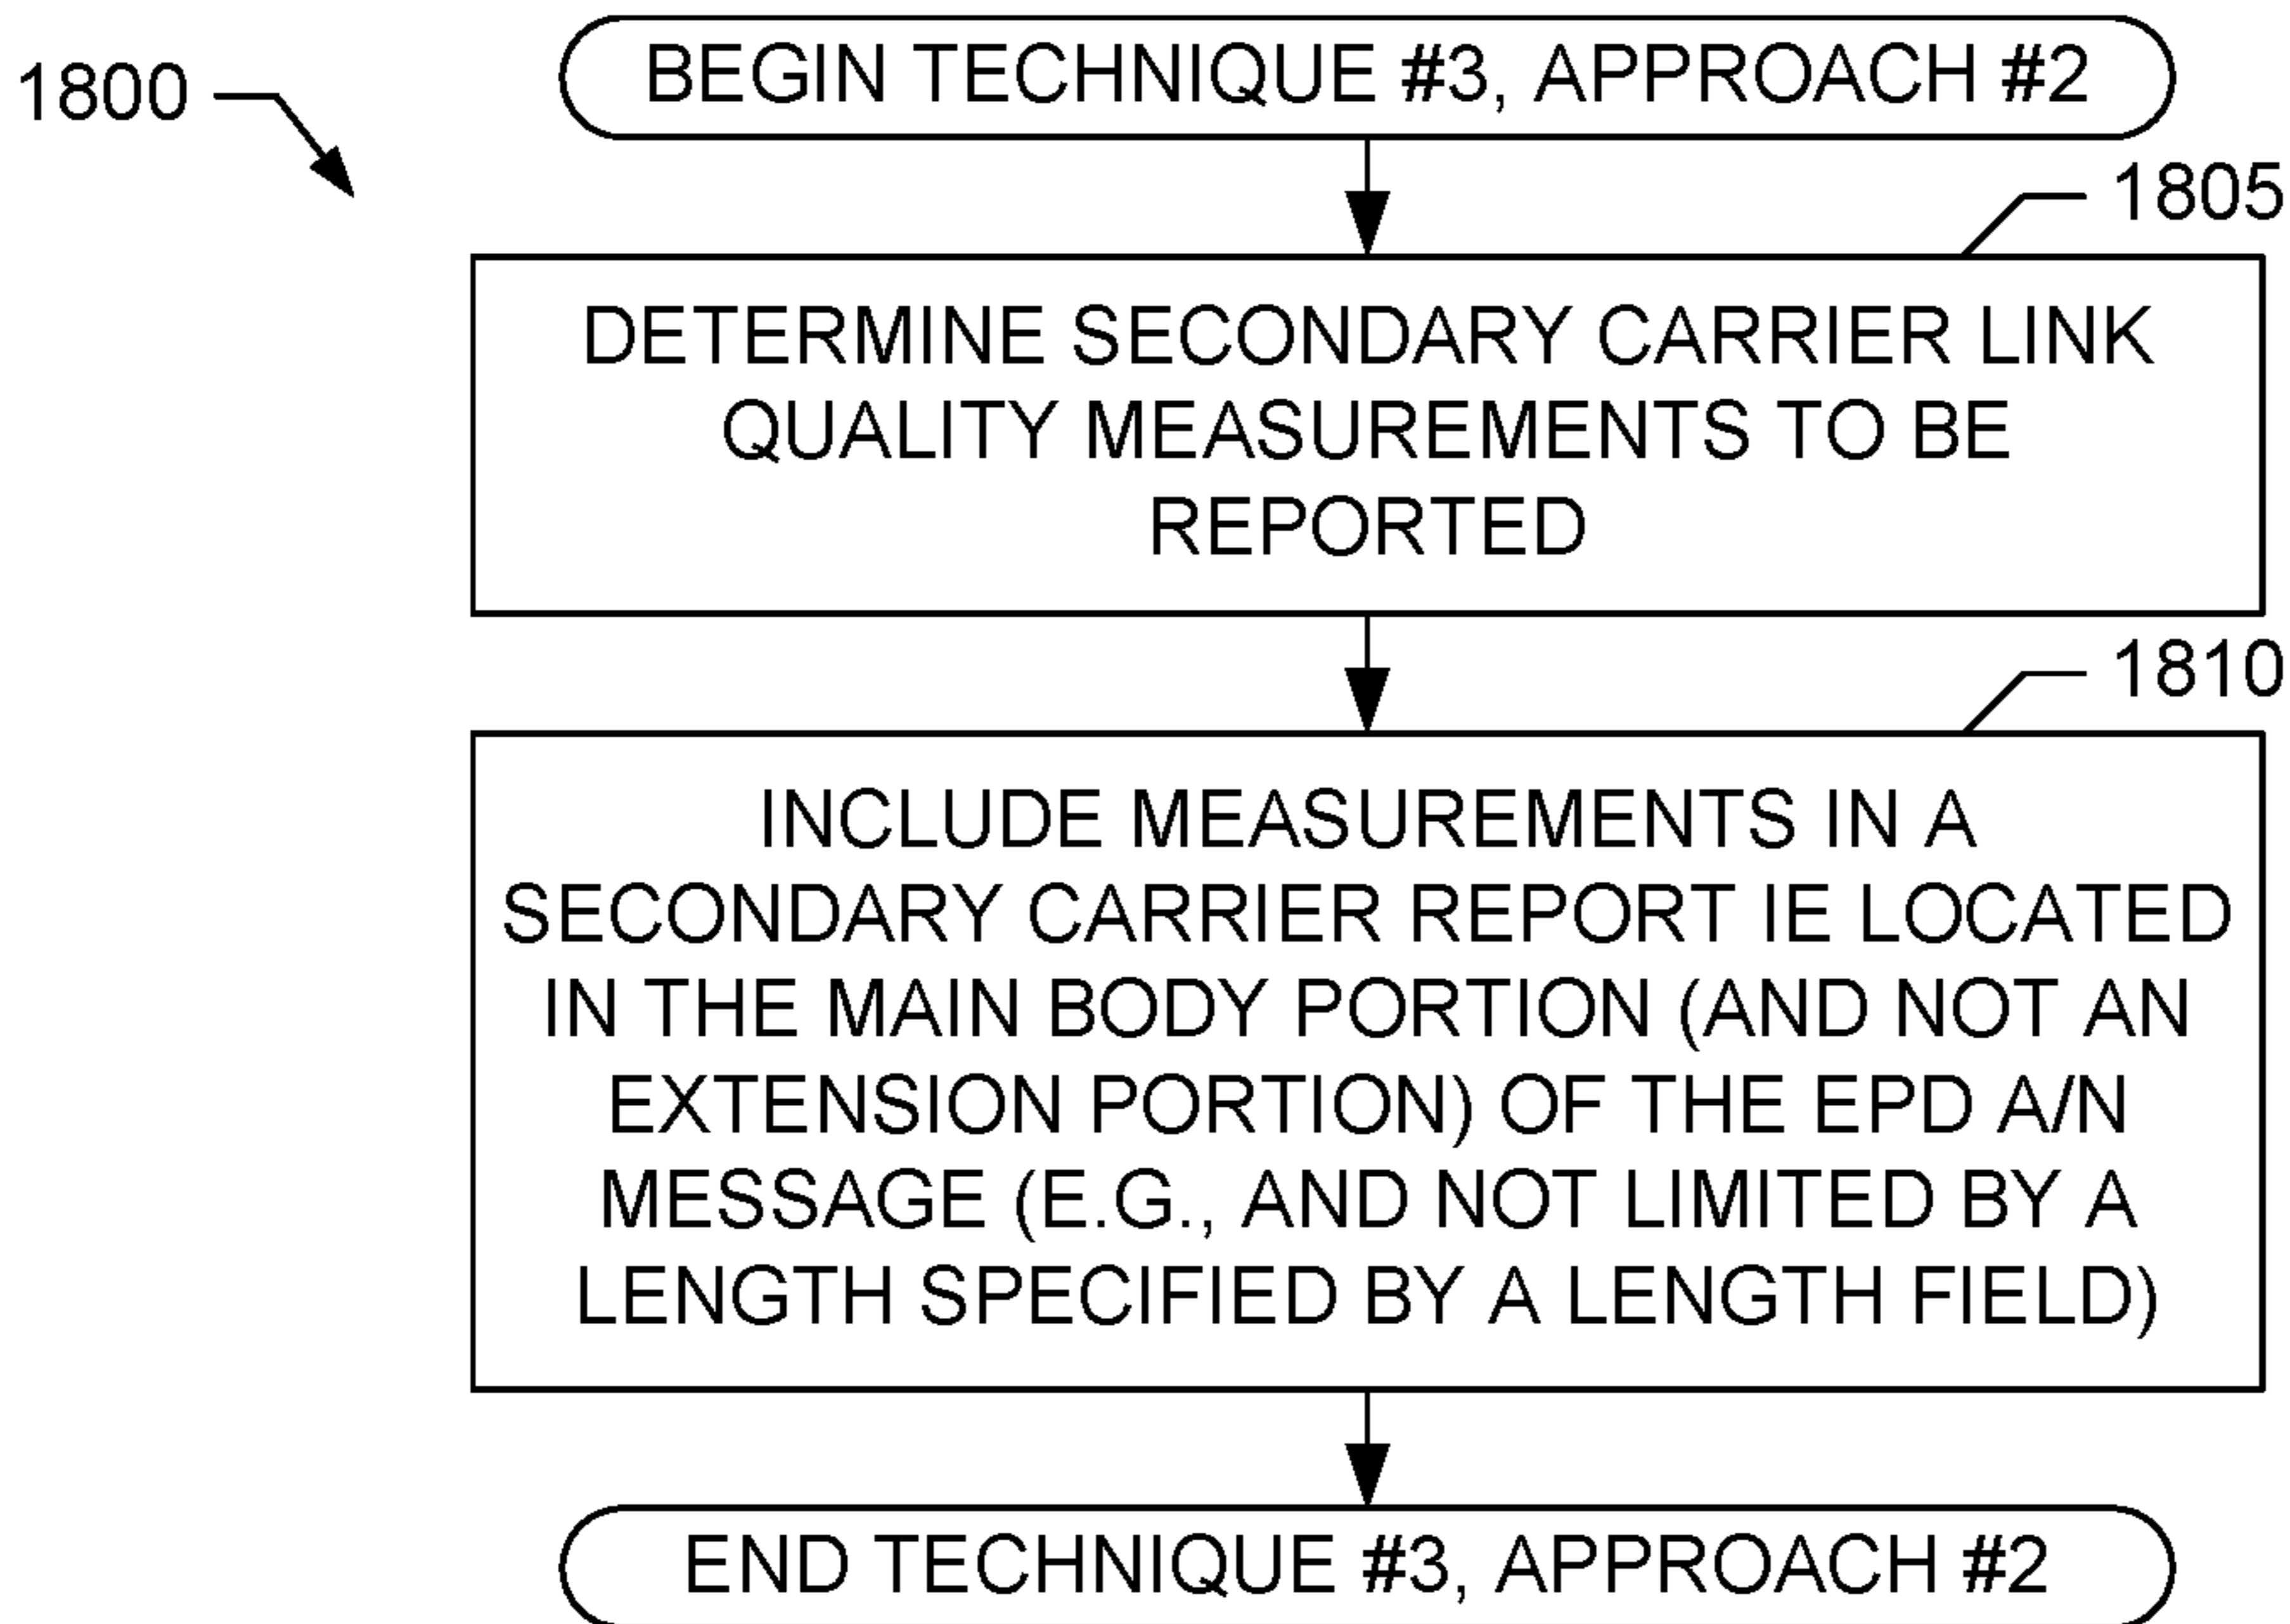 1800
BEGIN TECHNIQUE #3, APPROACH #2
1805
DETERMINE SECONDARY CARRIER LINK
QUALITY MEASUREMENTS TO BE
REPORTED
1810
INCLUDE MEASUREMENTS IN A
SECONDARY CARRIER REPORT IE LOCATED
IN THE MAIN BODY PORTION (AND NOT AN
EXTENSION PORTION) OF THE EPD A/N
MESSAGE (E.G., AND NOT LIMITED BY A
LENGTH SPECIFIED BY A LENGTH FIELD)
END TECHNIQUE #3, APPROACH #2